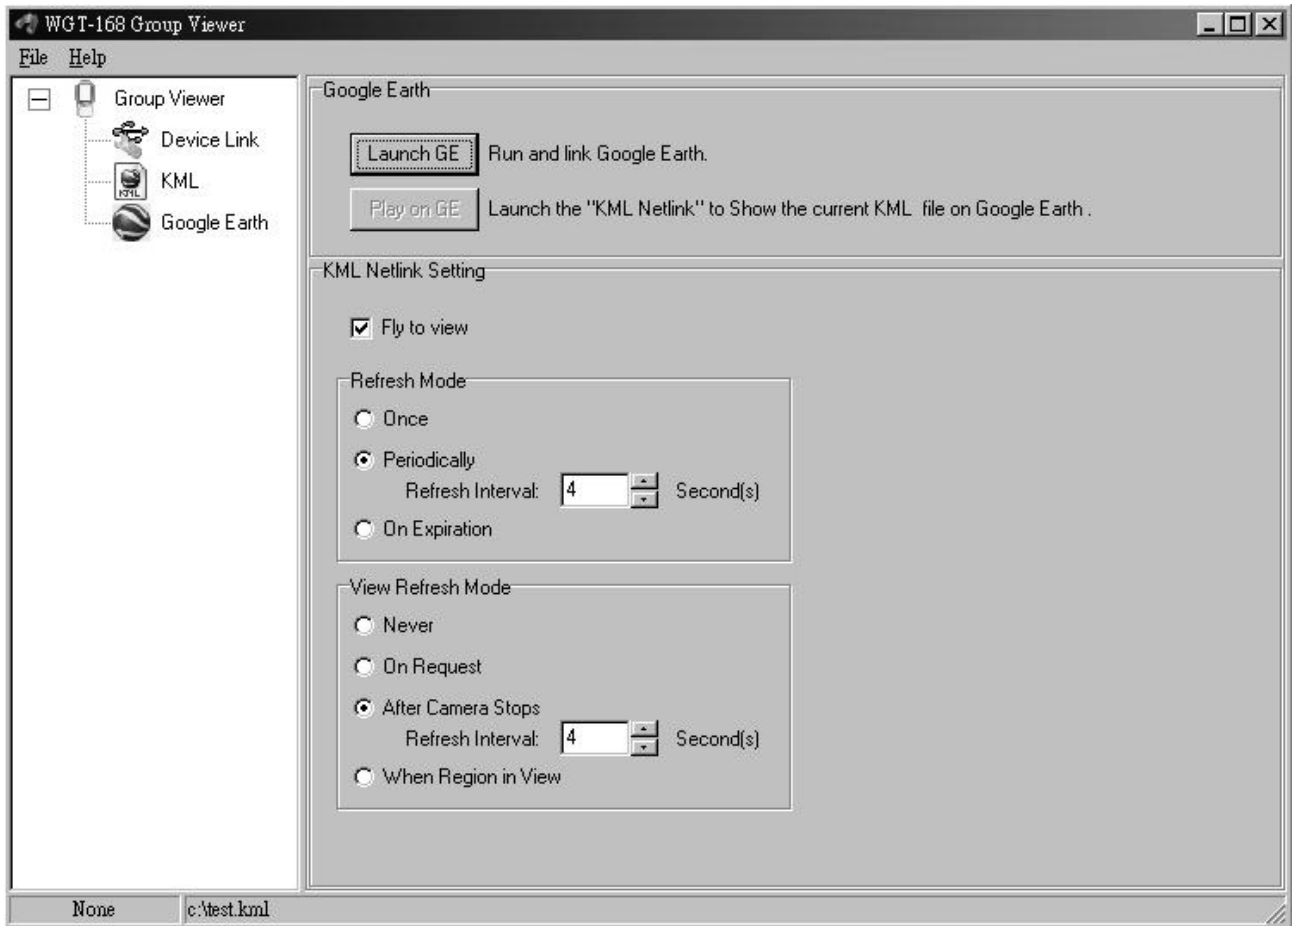 WGT-168 Group Viewer
File Help
Group Viewer
Device Link
KML
KML
Google Earth
Google Earth
Launch GE Run and link Google Earth.
Play on GE Launch the "KML Netlink" to Show the current KML file on Google Earth .
KML Netlink Setting
Fly to view
Refresh Mode
Once
Periodically
Refresh Interval: 4 Second(s)
On Expiration
View Refresh Mode
Never
On Request
After Camera Stops
Refresh Interval: 4 Second(s)
When Region in View
None c:\test.kml